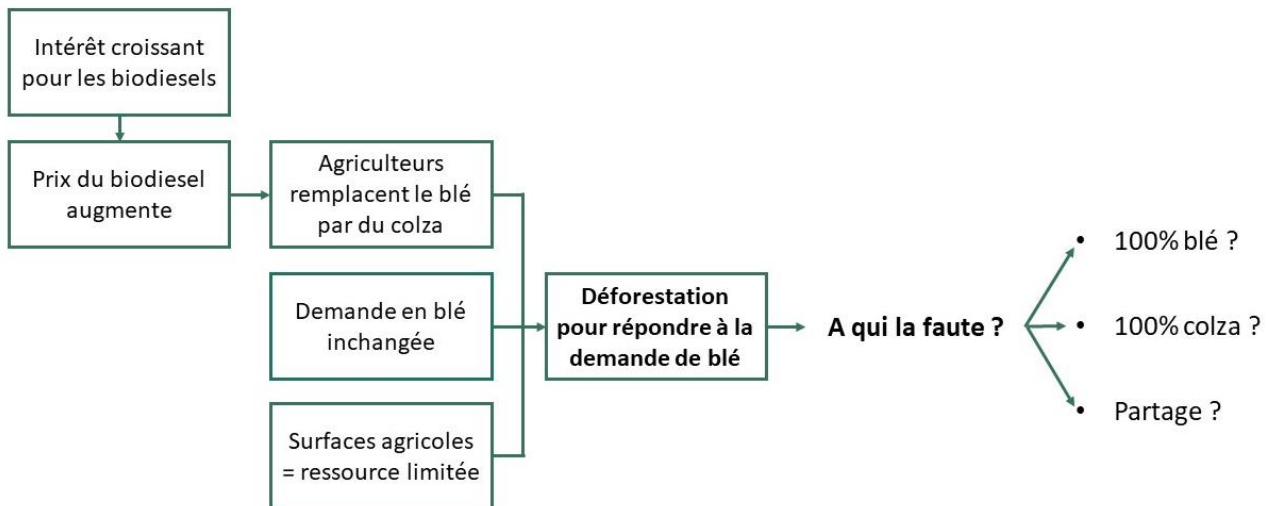 Intérêt croissant
pour les biodiesels
Prix du biodiesel
augmente
Agriculteurs
remplacent le blé
par du colza
Demande en blé
inchangée
Surfaces agricoles
= ressource limitée
Déforestation
pour répondre à la
demande de blé
A qui la faute ?
• 100% blé ?
• 100% colza ?
• Partage ?